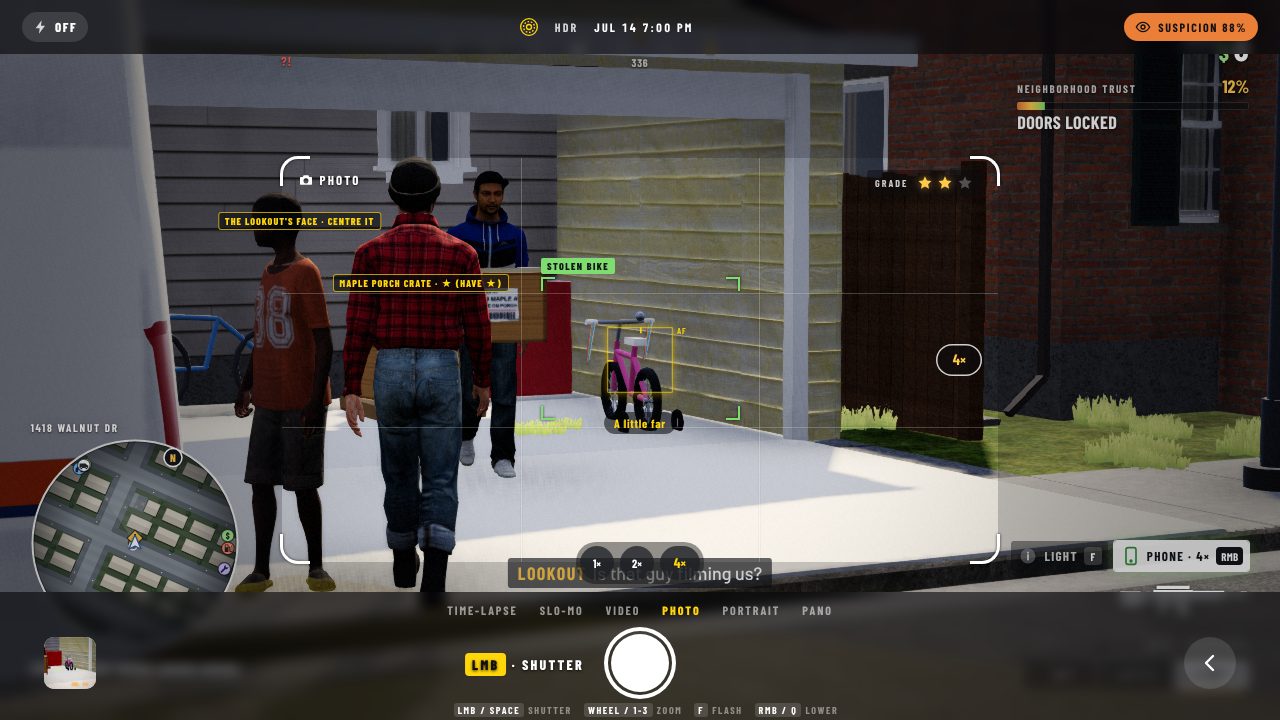 OFF
HDR JUL 14 7:00 PM
SUSPICION 88%
?!
336
12%
NEIGHBORHOOD TRUST
DOORS LOCKED
PHOTO
GRADE
THE LOOKOUT'S FACE · CENTRE IT
STOLEN BIKE
MAPLE PORCH CRATE · ★ (HAVE ★)
AF
4×
A little far
1418 WALNUT DR
N
$
LIGHT F
PHONE · 4× RMB
1× 2× 4×
LOOKOUT is that guy filming us?
TIME-LAPSE SLO-MO VIDEO PHOTO PORTRAIT PANO
LMB · SHUTTER
LMB / SPACE SHUTTER WHEEL / 1-3 ZOOM F FLASH RMB / Q LOWER
88